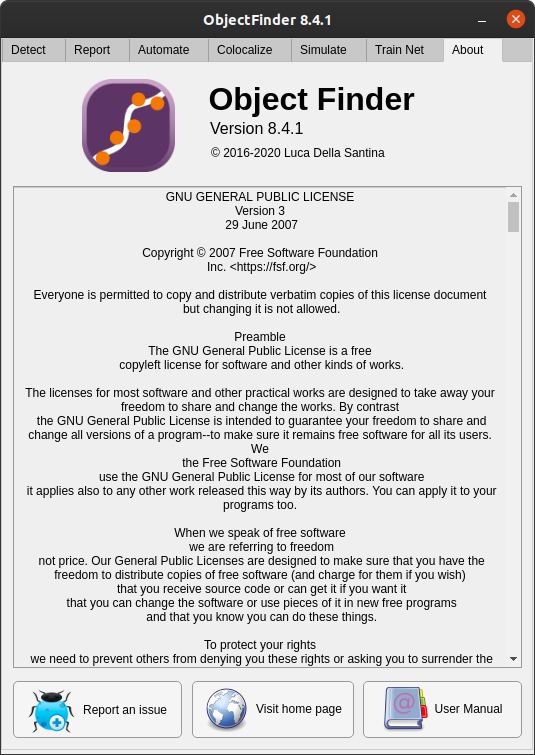 ObjectFinder 8.4.1
Detect Report Automate Colocalize Simulate Train Net About
Object Finder
Version 8.4.1
© 2016-2020 Luca Della Santina
GNU GENERAL PUBLIC LICENSE
Version 3
29 June 2007
Copyright © 2007 Free Software Foundation
Inc. <https://fsf.org/>
Everyone is permitted to copy and distribute verbatim copies of this license document
but changing it is not allowed.
Preamble
The GNU General Public License is a free
copyleft license for software and other kinds of works.
The licenses for most software and other practical works are designed to take away your
freedom to share and change the works. By contrast
the GNU General Public License is intended to guarantee your freedom to share and
change all versions of a program--to make sure it remains free software for all its users.
We
the Free Software Foundation
use the GNU General Public License for most of our software
it applies also to any other work released this way by its authors. You can apply it to your
programs too.
When we speak of free software
we are referring to freedom
not price. Our General Public Licenses are designed to make sure that you have the
freedom to distribute copies of free software (and charge for them if you wish)
that you receive source code or can get it if you want it
that you can change the software or use pieces of it in new free programs
and that you know you can do these things.
To protect your rights
we need to prevent others from denying you these rights or asking you to surrender the
Report an issue
Visit home page
@
User Manual